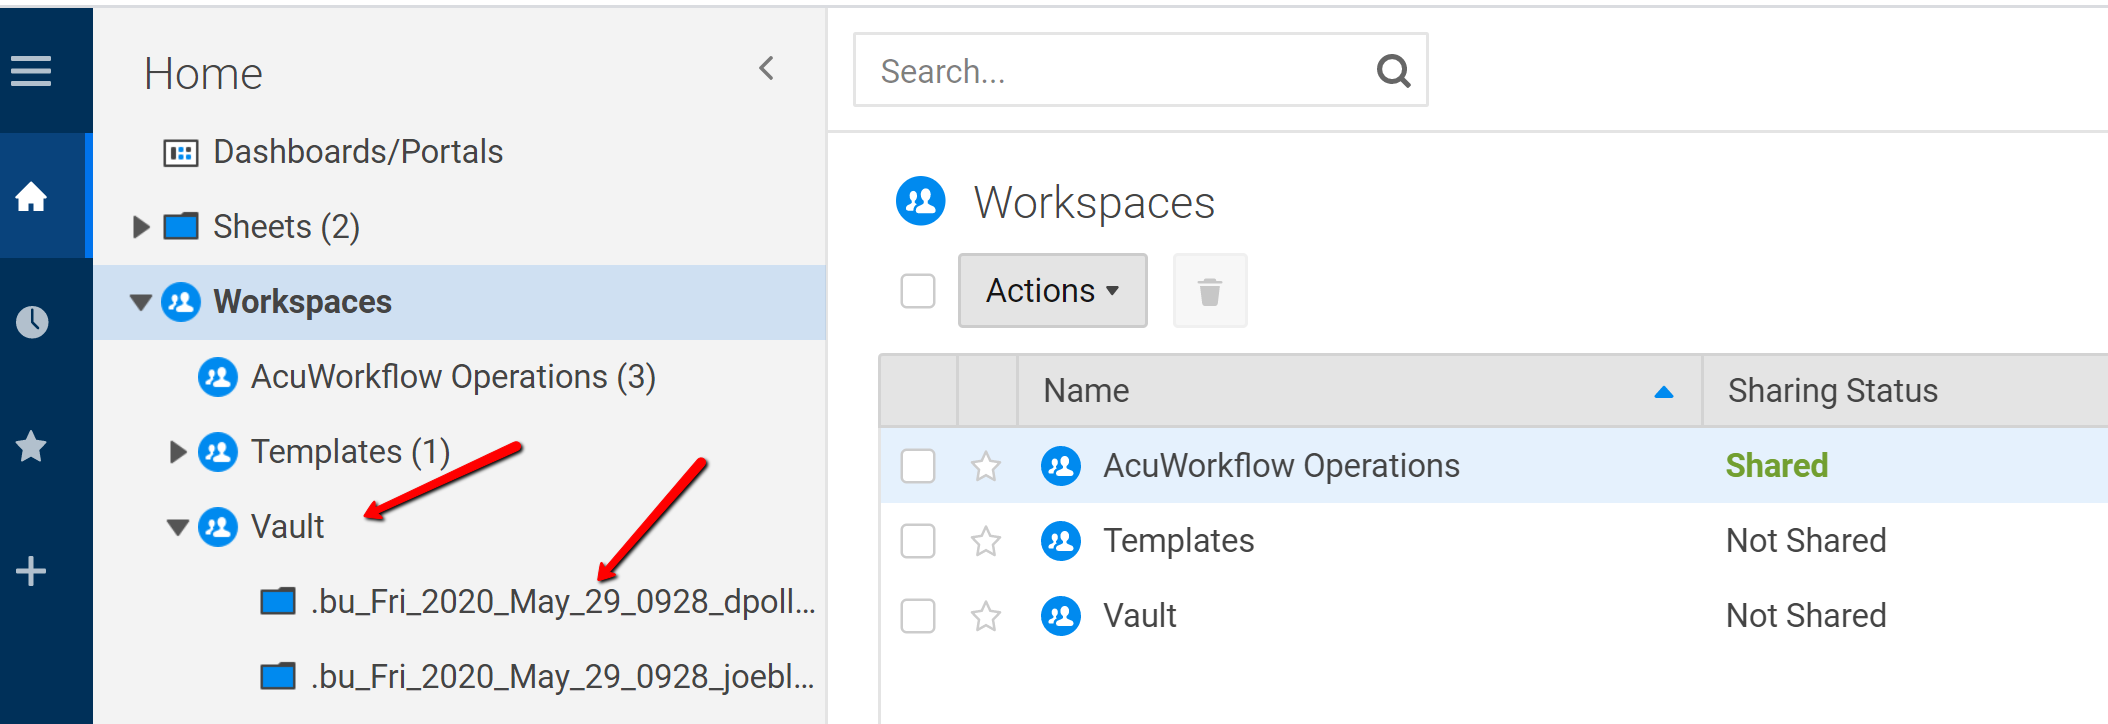 Home
Dashboards/Portals
Sheets (2)
Workspaces
AcuWorkflow Operations (3)
Templates (1)
Vault
.bu_Fri_2020_May_29_0928_dpoll...
.bu_Fri_2020_May_29_0928_joebl...
Search...
Workspaces
Actions
Name Sharing Status
AcuWorkflow Operations Shared
Templates Not Shared
Vault Not Shared